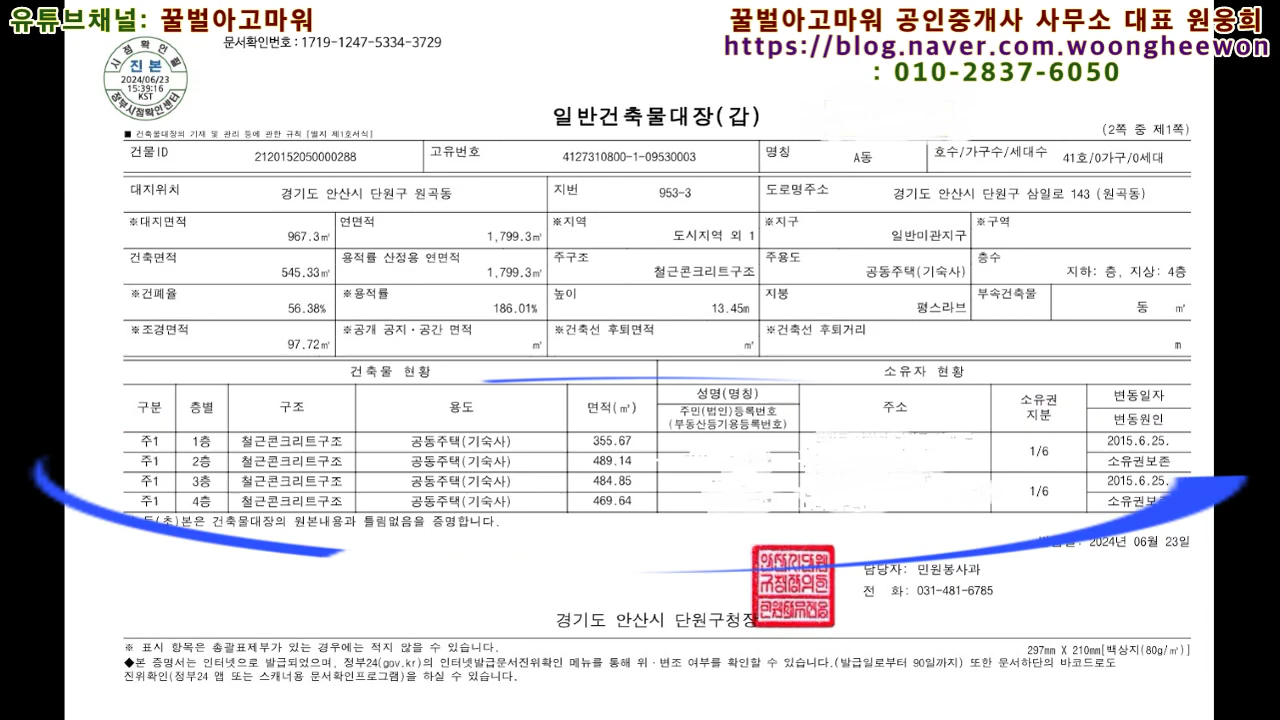 유튜브채널: 꿀벌아고마워
꿀벌아고마워 공인중개사 사무소 대표 원웅희
https://blog.naver.com.woongheewon
: 010-2837-6050
문서확인번호 : 1719-1247-5334-3729
시점확인필
진본
2024/06/23
15:39:16
KST
정부시점확인센터
일반건축물대장(갑)
■ 건축물대장의 기재 및 관리 등에 관한 규칙 [별지 제1호서식]
(2쪽 중 제1쪽)
건물ID 2120152050000288 고유번호 4127310800-1-09530003 명칭 A동 호수/가구수/세대수 41호/0가구/0세대
대지위치 경기도 안산시 단원구 원곡동 지번 953-3 도로명주소 경기도 안산시 단원구 삼일로 143 (원곡동)
※대지면적 967.3㎡ 연면적 1,799.3㎡ ※지역 도시지역 외 1 ※지구 일반미관지구 ※구역
건축면적 545.33㎡ 용적률 산정용 연면적 1,799.3㎡ 주구조 철근콘크리트구조 주용도 공동주택(기숙사) 층수 지하: 층, 지상: 4층
※건폐율 56.38% ※용적률 186.01% 높이 13.45m 지붕 평스라브 부속건축물 동 ㎡
※조경면적 97.72㎡ ※공개 공지·공간 면적 ㎡ ※건축선 후퇴면적 ㎡ ※건축선 후퇴거리 m
건축물 현황 소유자 현황
구분 층별 구조 용도 면적(㎡) 성명(명칭) 주소 소유권 지분 변동일자
주민(법인)등록번호 변동원인
(부동산등기용등록번호)
주1 1층 철근콘크리트구조 공동주택(기숙사) 355.67 1/6 2015.6.25.
주1 2층 철근콘크리트구조 공동주택(기숙사) 489.14 소유권보존
주1 3층 철근콘크리트구조 공동주택(기숙사) 484.85 1/6 2015.6.25.
주1 4층 철근콘크리트구조 공동주택(기숙사) 469.64
등(초)본은 건축물대장의 원본내용과 틀림없음을 증명합니다.
2024년 06월 23일
담당자: 민원봉사과
전 화: 031-481-6785
경기도 안산시 단원구청장
※ 표시 항목은 총괄표제부가 있는 경우에는 적지 않을 수 있습니다.
297mm X 210mm[백상지(80g/㎡)]
◆본 증명서는 인터넷으로 발급되었으며, 정부24(gov.kr)의 인터넷발급문서진위확인 메뉴를 통해 위·변조 여부를 확인할 수 있습니다.(발급일로부터 90일까지) 또한 문서하단의 바코드로도
진위확인(정부24 앱 또는 스캐너용 문서확인프로그램)을 하실 수 있습니다.